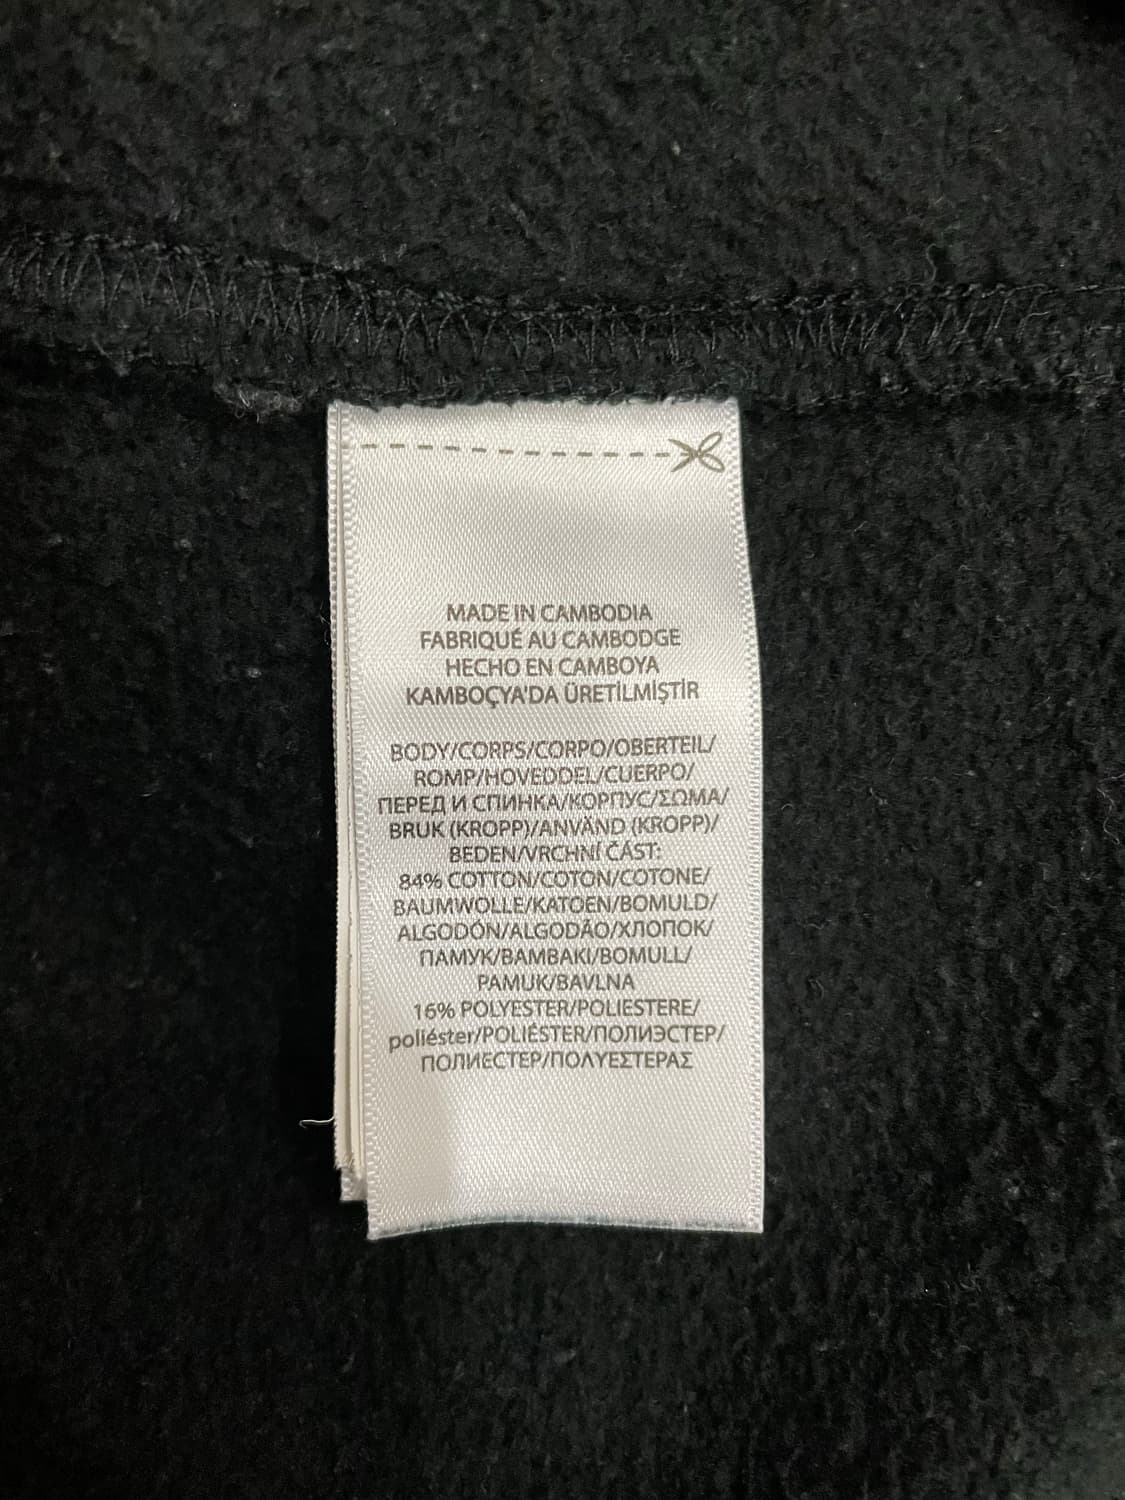 MADE IN CAMBODIA
FABRIQUÉ AU CAMBODGE
HECHO EN CAMBOYA
KAMBOÇYA'DA ÜRETİLMİŞTİR
BODY/CORPS/CORPO/OBERTEIL/
ROMP/HOVEDDEL/CUERPO/
ПЕРЕД И СПИНКА/КОРПУС/ΣΩΜΑ/
BRUK (KROPP)/ANVÄND (KROPP)/
BEDEN/VRCHNÍ ČÁST:
84% COTTON/COTON/COTONE/
BAUMWOLLE/KATOEN/BOMULD/
ALGODÓN/ALGODÃO/ХЛОПОК/
ПАМУК/ΒΑΜΒΑΚΙ/BOMULL/
PAMUK/BAVLNA
16% POLYESTER/POLIESTERE/
poliéster/POLIÉSTER/ПОЛИЭСТЕР/
ПОЛИЕСТЕР/ΠΟΛΥΕΣΤΕΡΑΣ